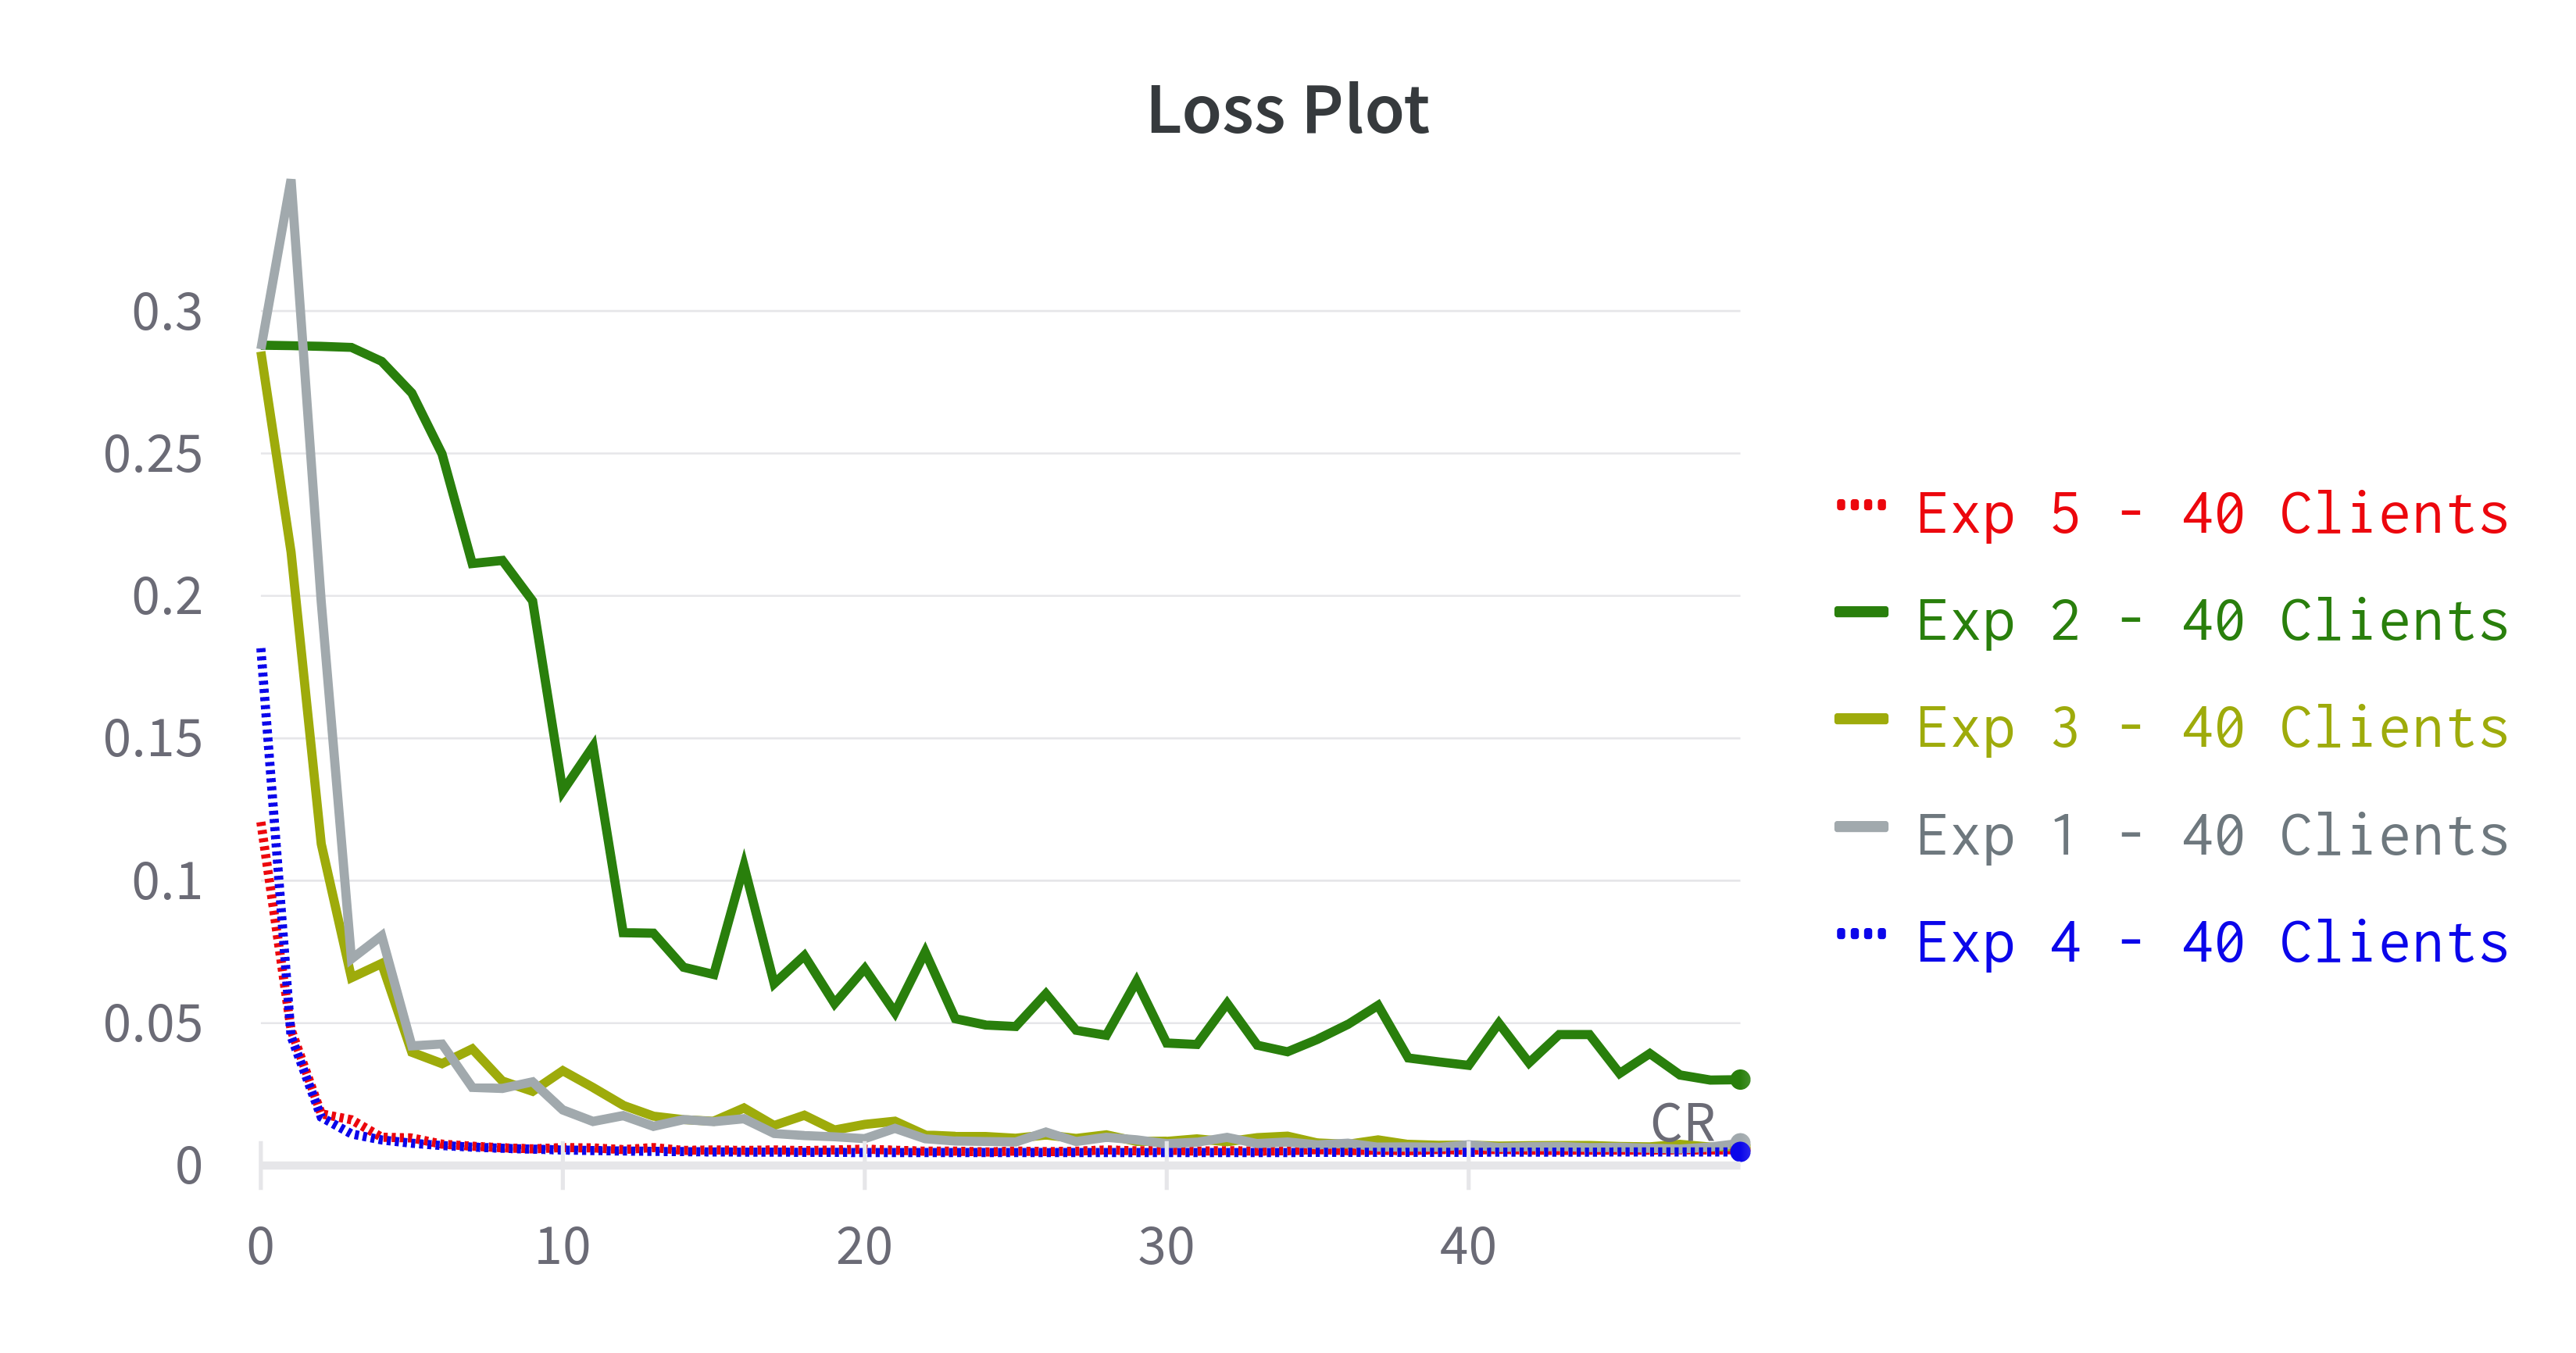 Loss Plot
0.3
0.25
0.2
0.15
0.1
0.05
0
0 10 20 30 40
CR
Exp 5 - 40 Clients
Exp 2 - 40 Clients
Exp 3 - 40 Clients
Exp 1 - 40 Clients
Exp 4 - 40 Clients